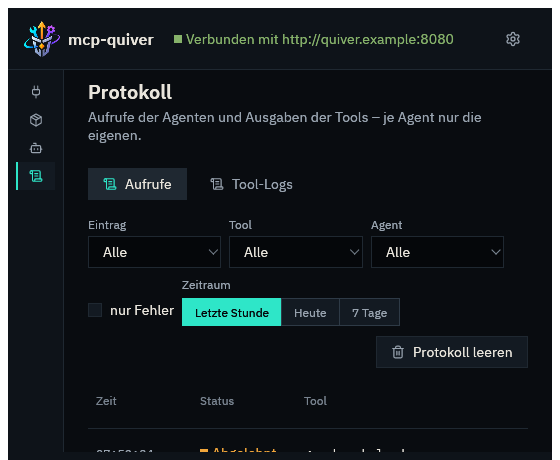 mcp-quiver
Verbunden mit http://quiver.example:8080
Protokoll
Aufrufe der Agenten und Ausgaben der Tools – je Agent nur die
eigenen.
Aufrufe
Tool-Logs
Eintrag
Tool
Agent
Alle
Alle
Alle
Zeitraum
nur Fehler
Letzte Stunde
Heute
7 Tage
Protokoll leeren
Zeit
Status
Tool
Abgelehnt